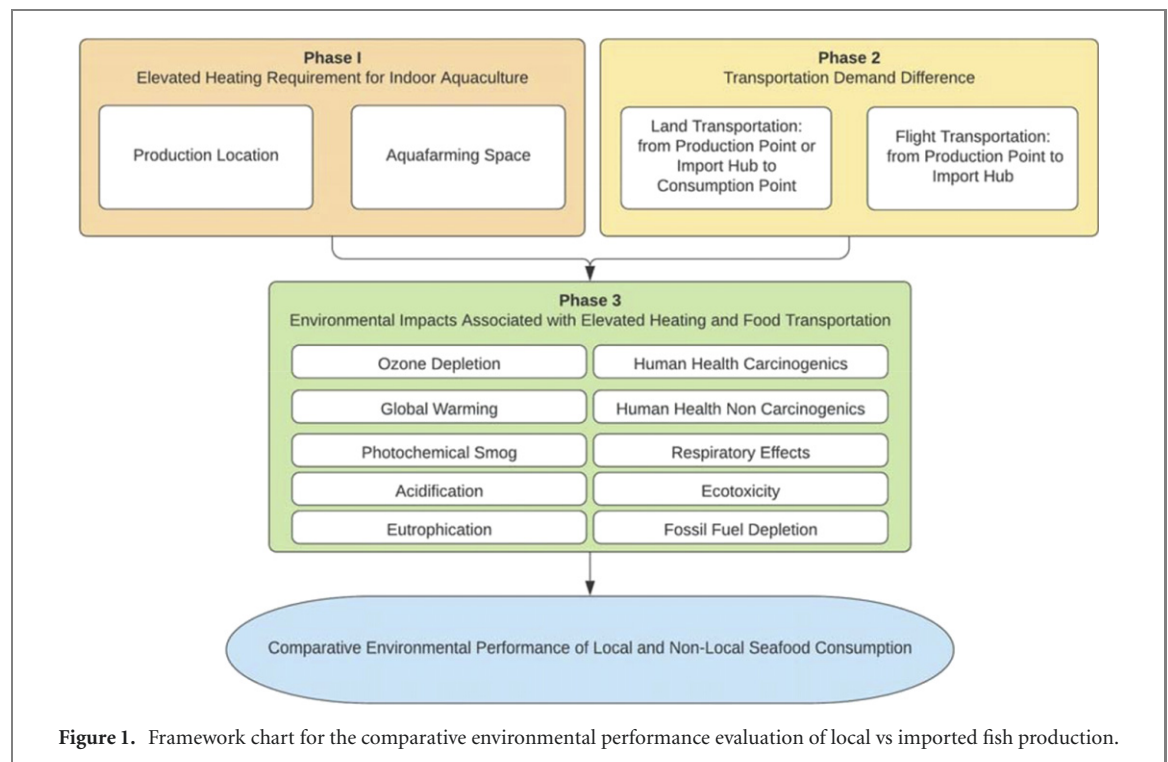 Phase I
Elevated Heating Requirement for Indoor Aquaculture
Production Location
Aquafarming Space
Phase 2
Transportation Demand Difference
Land Transportation:
from Production Point or
Import Hub to
Consumption Point
Flight Transportation:
from Production Point to
Import Hub
Phase 3
Environmental Impacts Associated with Elevated Heating and Food Transportation
Ozone Depletion
Human Health Carcinogenics
Global Warming
Human Health Non Carcinogenics
Photochemical Smog
Respiratory Effects
Acidification
Ecotoxicity
Eutrophication
Fossil Fuel Depletion
Comparative Environmental Performance of Local and Non-Local Seafood Consumption
Figure 1. Framework chart for the comparative environmental performance evaluation of local vs imported fish production.